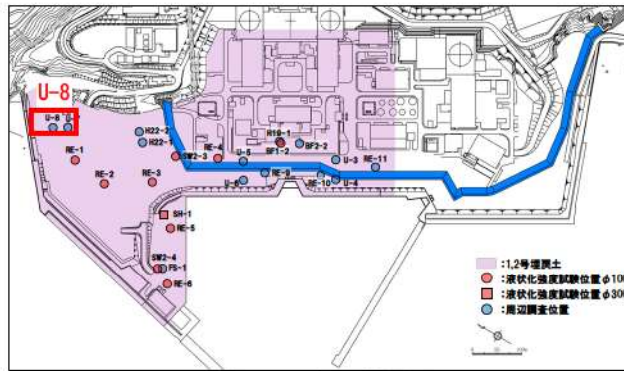 U-8
U-8
H22-2
H22-1
H19-1
BF1-2
BF2-2
SW2-3
RE-4
U-5
U-3
RE-11
RE-1
RE-2
RE-3
U-6
RE-9
RE-10
U-4
SH-1
RE-5
SW2-4
FS-1
RE-6
:1,2号埋戻土
:液状化強度試験位置φ100
:液状化強度試験位置φ300
:周辺調査位置